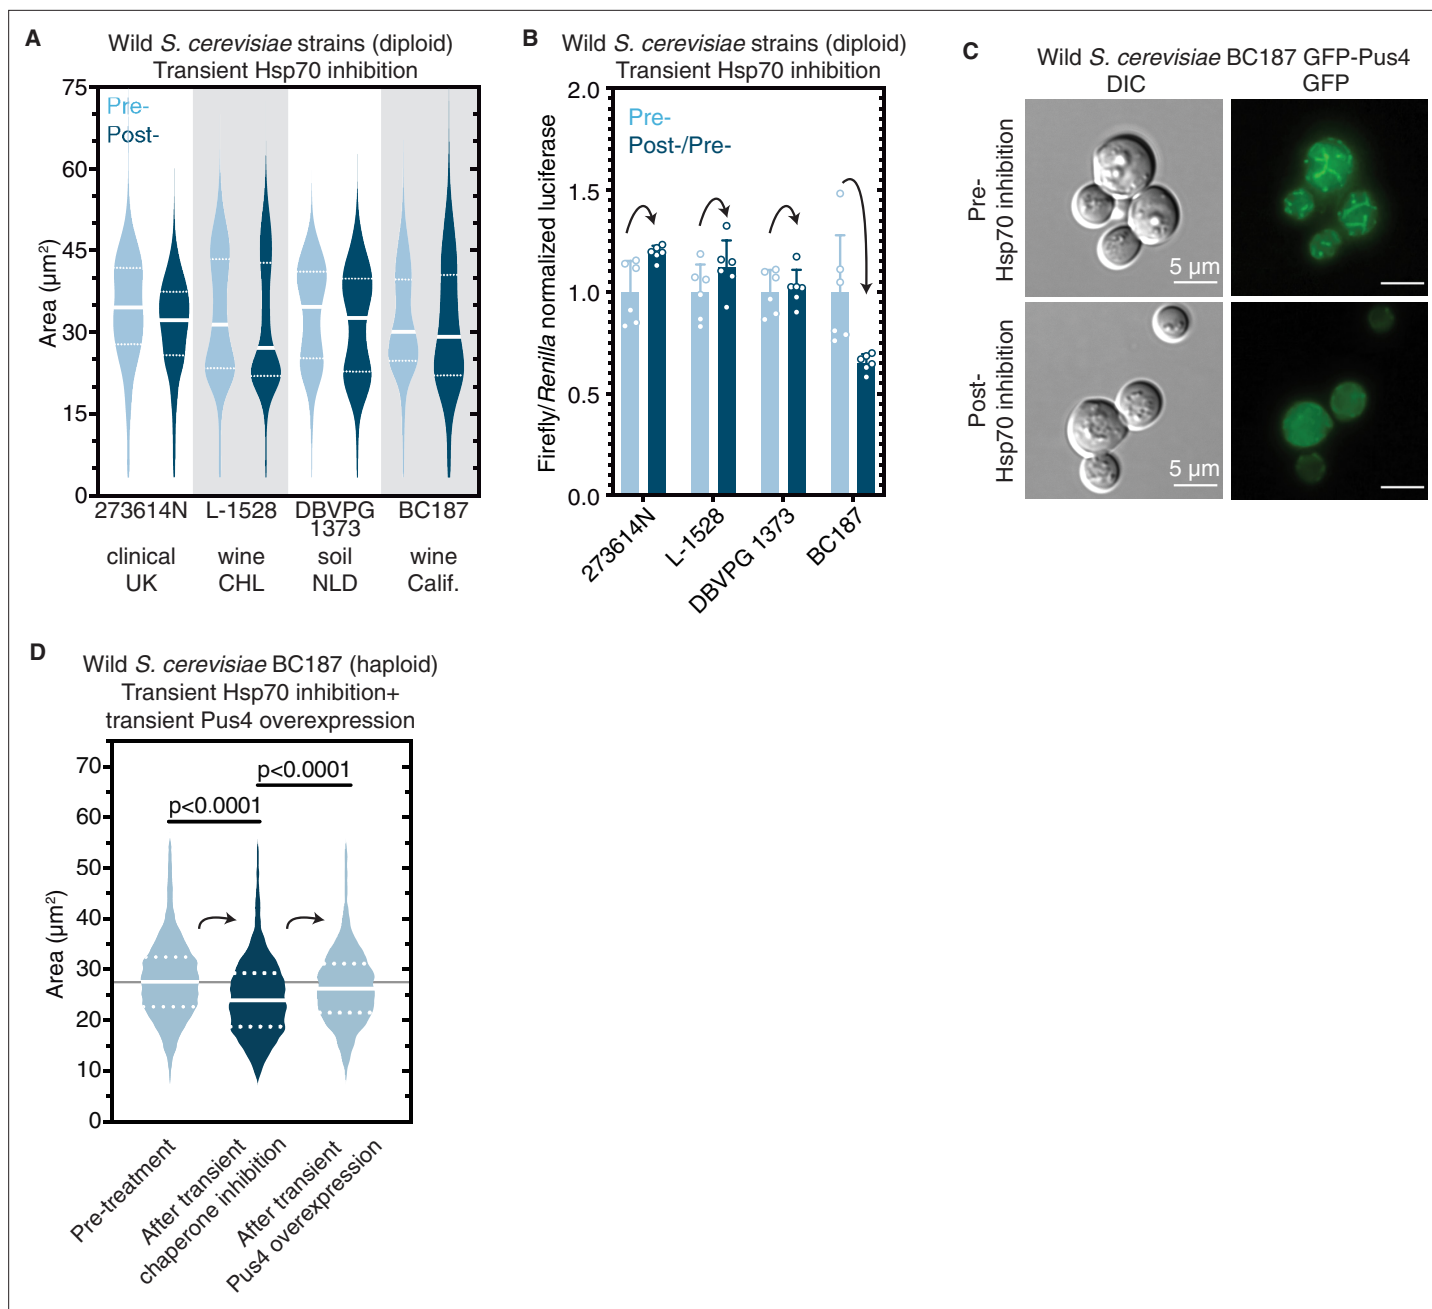 A
Wild S. cerevisiae strains (diploid)
Transient Hsp70 inhibition
75
60
45
30
15
0
Area (µm²)
Pre-
Post-
273614N
L-1528
DBVPG
1373
BC187
clinical
UK
wine
CHL
soil
NLD
wine
Calif.
B
Wild S. cerevisiae strains (diploid)
Transient Hsp70 inhibition
2.0
1.5
1.0
0.5
0.0
Firefly/Renilla normalized luciferase
Pre-
Post-/Pre-
273614N
L-1528
DBVPG 1373
BC187
C
Wild S. cerevisiae BC187 GFP-Pus4
DIC
GFP
Pre-
Hsp70 inhibition
5 µm
Post-
Hsp70 inhibition
5 µm
D
Wild S. cerevisiae BC187 (haploid)
Transient Hsp70 inhibition+
transient Pus4 overexpression
70
60
50
40
30
20
10
0
Area (µm²)
p<0.0001
p<0.0001
Pre-treatment
After transient
chaperone inhibition
After transient
Pus4 overexpression